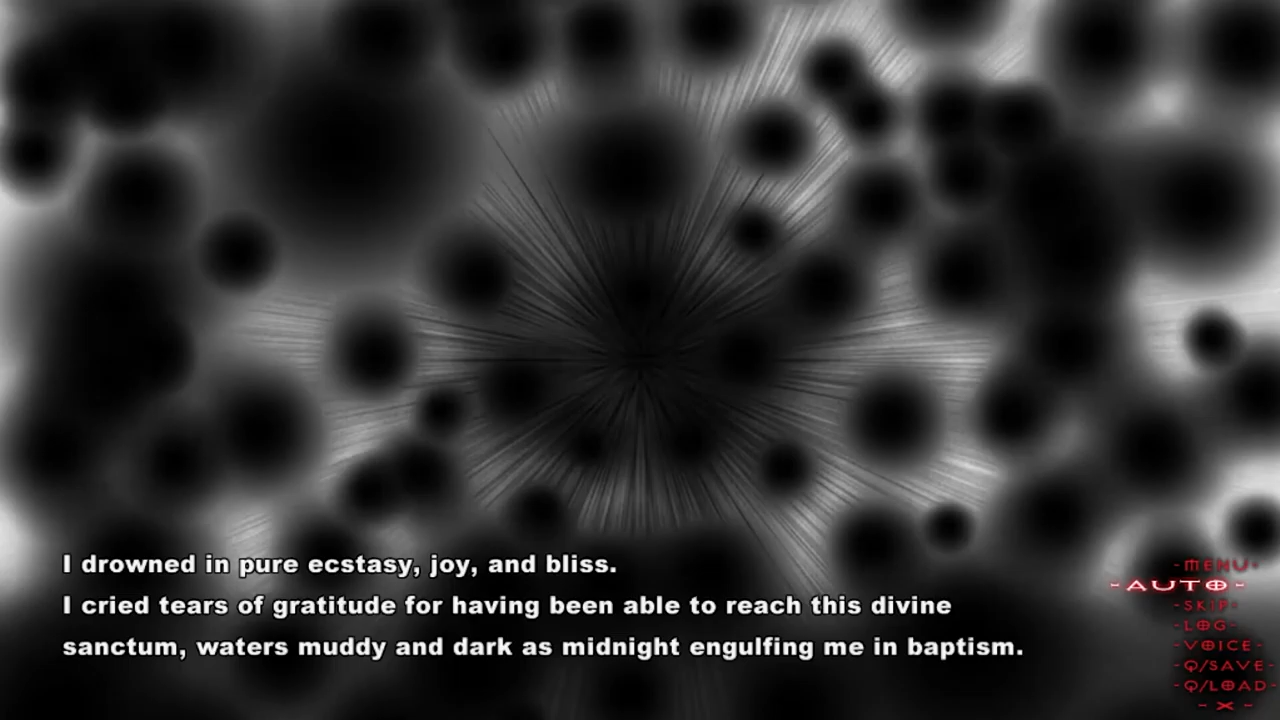 I drowned in pure ecstasy, joy, and bliss.
I cried tears of gratitude for having been able to reach this divine
sanctum, waters muddy and dark as midnight engulfing me in baptism.
-MENU-
-AUTO-
-SKIP-
-LOG-
-VOICE-
-Q/SAVE-
-Q/LOAD-
-X-